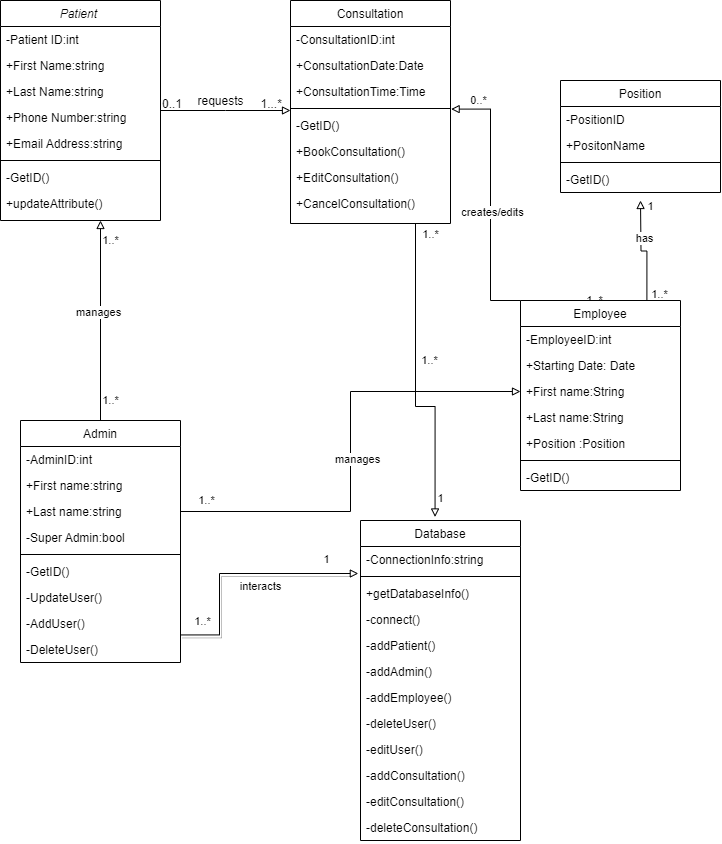 Patient
-Patient ID:int
+First Name:string
+Last Name:string
+Phone Number:string
+Email Address:string
-GetID()
+updateAttribute()
0..1
requests
1...*
Consultation
-ConsultationID:int
+ConsultationDate:Date
+ConsultationTime:Time
-GetID()
+BookConsultation()
+EditConsultation()
+CancelConsultation()
0..*
creates/edits
1..*
Position
-PositionID
+PositonName
-GetID()
1
has
1..*
Employee
-EmployeeID:int
+Starting Date: Date
+First name:String
+Last name:String
+Position :Position
-GetID()
1..*
manages
1..*
Admin
-AdminID:int
+First name:string
+Last name:string
-Super Admin:bool
-GetID()
-UpdateUser()
-AddUser()
-DeleteUser()
1..*
manages
1..*
1..*
1
1..*
interacts
1
Database
-ConnectionInfo:string
+getDatabaseInfo()
-connect()
-addPatient()
-addAdmin()
-addEmployee()
-deleteUser()
-editUser()
-addConsultation()
-editConsultation()
-deleteConsultation()